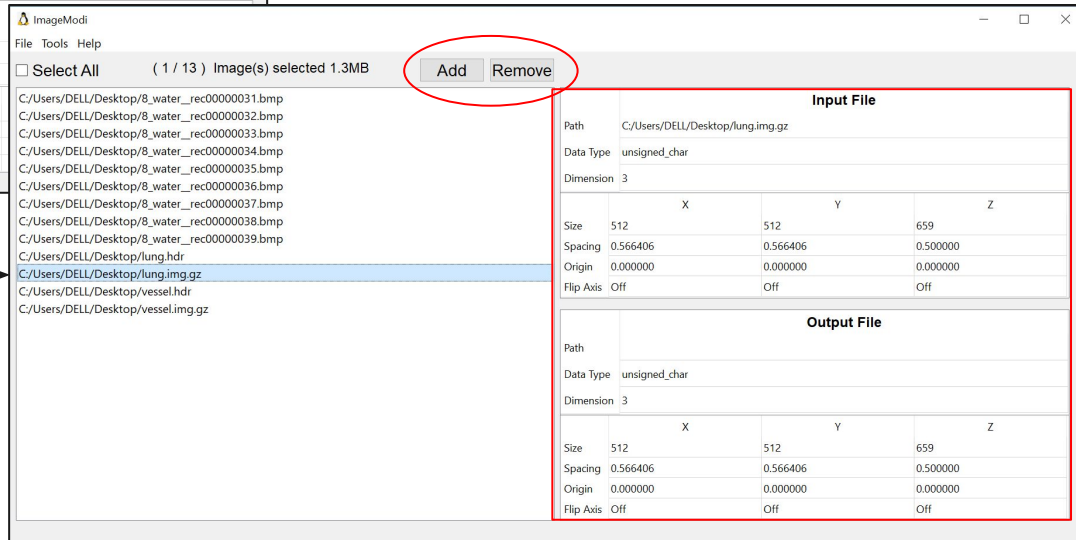 ImageModi
File Tools Help
Select All ( 1 / 13 ) Image(s) selected 1.3MB Add Remove
C:/Users/DELL/Desktop/8_water__rec00000031.bmp
C:/Users/DELL/Desktop/8_water__rec00000032.bmp
C:/Users/DELL/Desktop/8_water__rec00000033.bmp
C:/Users/DELL/Desktop/8_water__rec00000034.bmp
C:/Users/DELL/Desktop/8_water__rec00000035.bmp
C:/Users/DELL/Desktop/8_water__rec00000036.bmp
C:/Users/DELL/Desktop/8_water__rec00000037.bmp
C:/Users/DELL/Desktop/8_water__rec00000038.bmp
C:/Users/DELL/Desktop/8_water__rec00000039.bmp
C:/Users/DELL/Desktop/lung.hdr
C:/Users/DELL/Desktop/lung.img.gz
C:/Users/DELL/Desktop/vessel.hdr
C:/Users/DELL/Desktop/vessel.img.gz
Input File
Path C:/Users/DELL/Desktop/lung.img.gz
Data Type unsigned_char
Dimension 3
X Y Z
Size 512 512 659
Spacing 0.566406 0.566406 0.500000
Origin 0.000000 0.000000 0.000000
Flip Axis Off Off Off
Output File
Path
Data Type unsigned_char
Dimension 3
X Y Z
Size 512 512 659
Spacing 0.566406 0.566406 0.500000
Origin 0.000000 0.000000 0.000000
Flip Axis Off Off Off